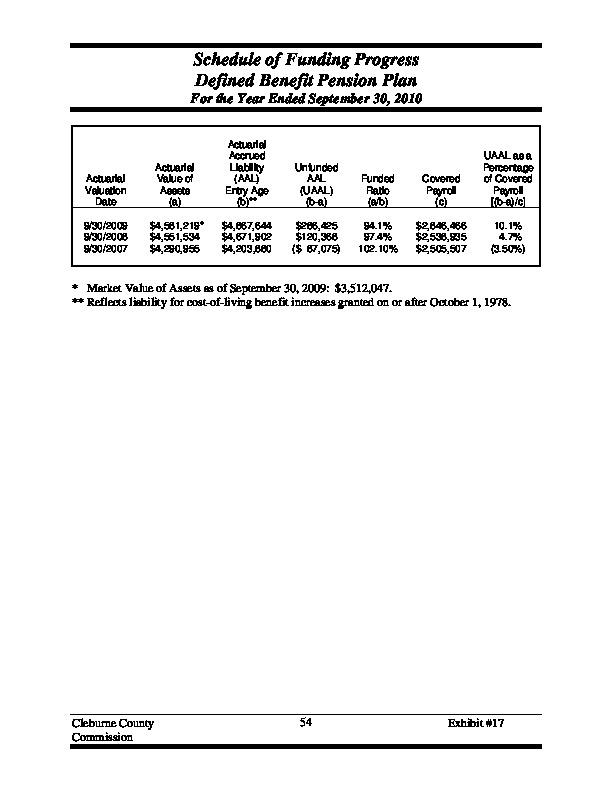 Schedule of Funding Progress
Defined Benefit Pension Plan
For the Year Ended September 30, 2010
Actuarial Valuation Date
Actuarial Value of Assets (a)
Actuarial Accrued Liability (AAL) Entry Age (b)**
Unfunded AAL (UAAL) (b-a)
Funded Ratio (a/b)
Covered Payroll (c)
UAAL as a Percentage of Covered Payroll [(b-a)/c]
9/30/2009 $4,581,219* $4,867,644 $286,425 94.1% 10.1%
9/30/2008 $4,551,534 $4,671,902 $120,368 97.4% 4.7%
9/30/2007 $4,290,955 $4,203,880 ($ 87,075) 102.10% $2,505,507 (3.50%)
* Market Value of Assets as of September 30, 2009: $3,512,047.
** Reflects liability for cost-of-living benefit increases granted on or after October 1, 1978.
Cleburne County 54 Exhibit #17
Commission